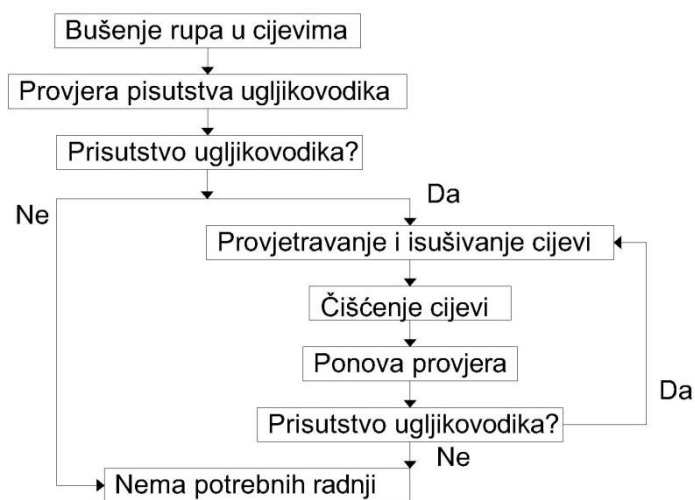 Bušenje rupa u cijevima
Provjera pisutstva ugljikovodika
Prisutstvo ugljikovodika?
Ne
Da
Provjetravanje i isušivanje cijevi
Čišćenje cijevi
Ponova provjera
Da
Prisutstvo ugljikovodika?
Ne
Nema potrebnih radnji